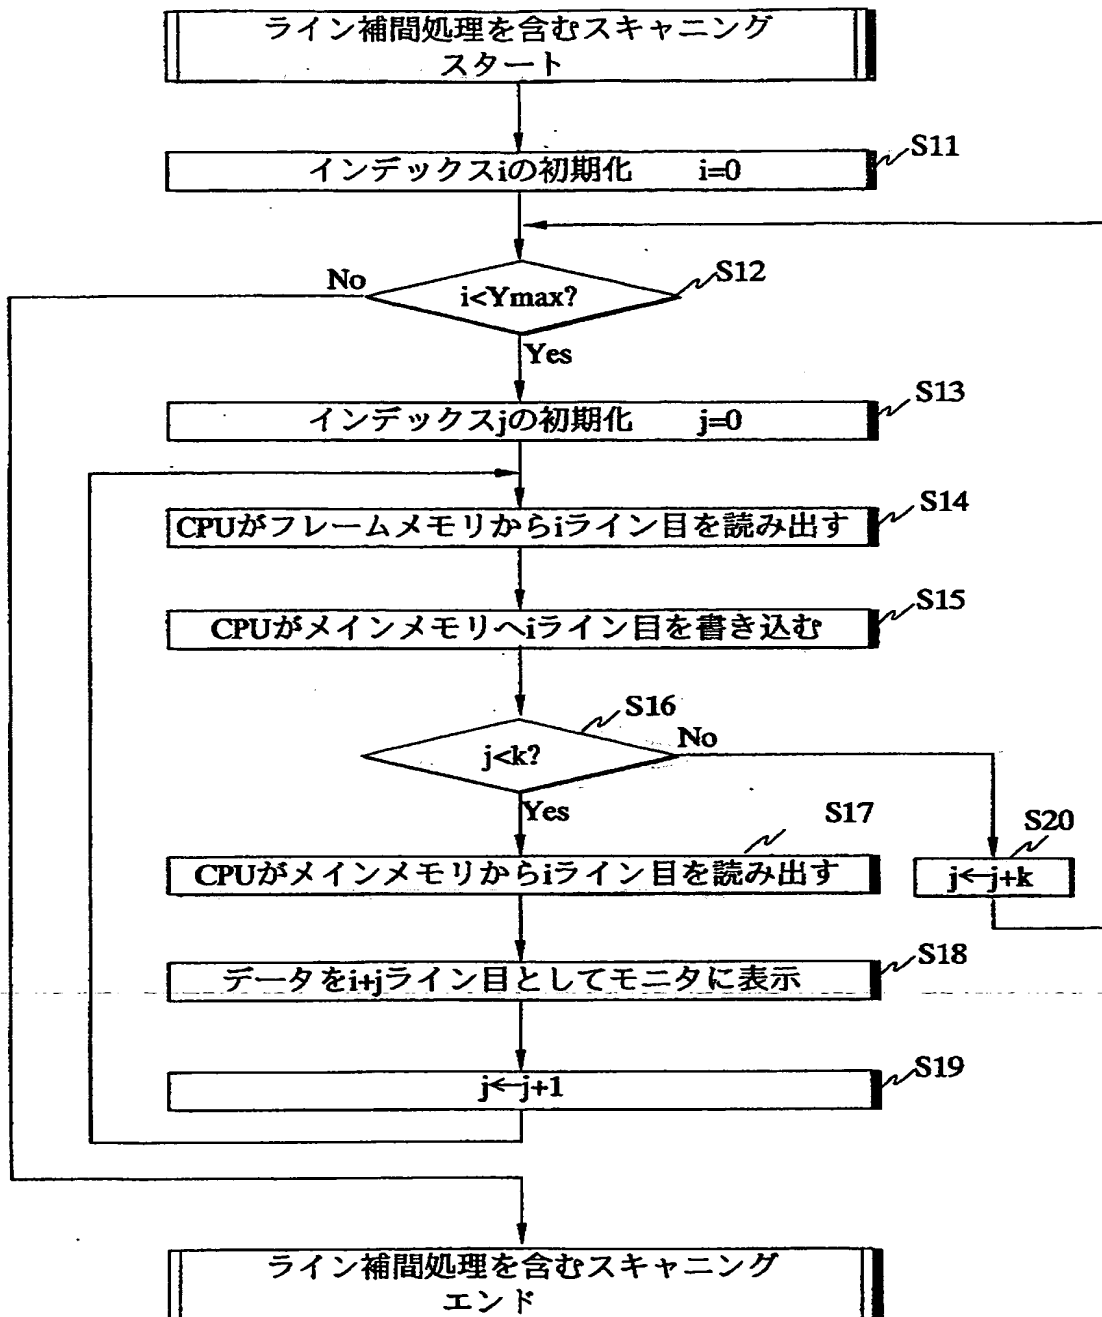 ライン補間処理を含むスキャニング
スタート
S11
インデックスiの初期化 i=0
S12
No
i<Ymax?
Yes
S13
インデックスjの初期化 j=0
S14
CPUがフレームメモリからiライン目を読み出す
S15
CPUがメインメモリへiライン目を書き込む
S16
j<k?
No
Yes
S17
CPUがメインメモリからiライン目を読み出す
S20
j←j+k
S18
データをi+jライン目としてモニタに表示
S19
j←j+1
ライン補間処理を含むスキャニング
エンド